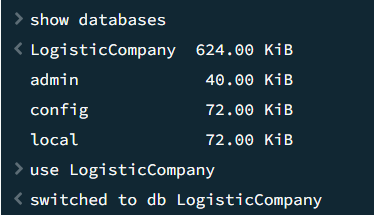 > show databases
< LogisticCompany 624.00 KiB
admin 40.00 KiB
config 72.00 KiB
local 72.00 KiB
> use LogisticCompany
< switched to db LogisticCompany